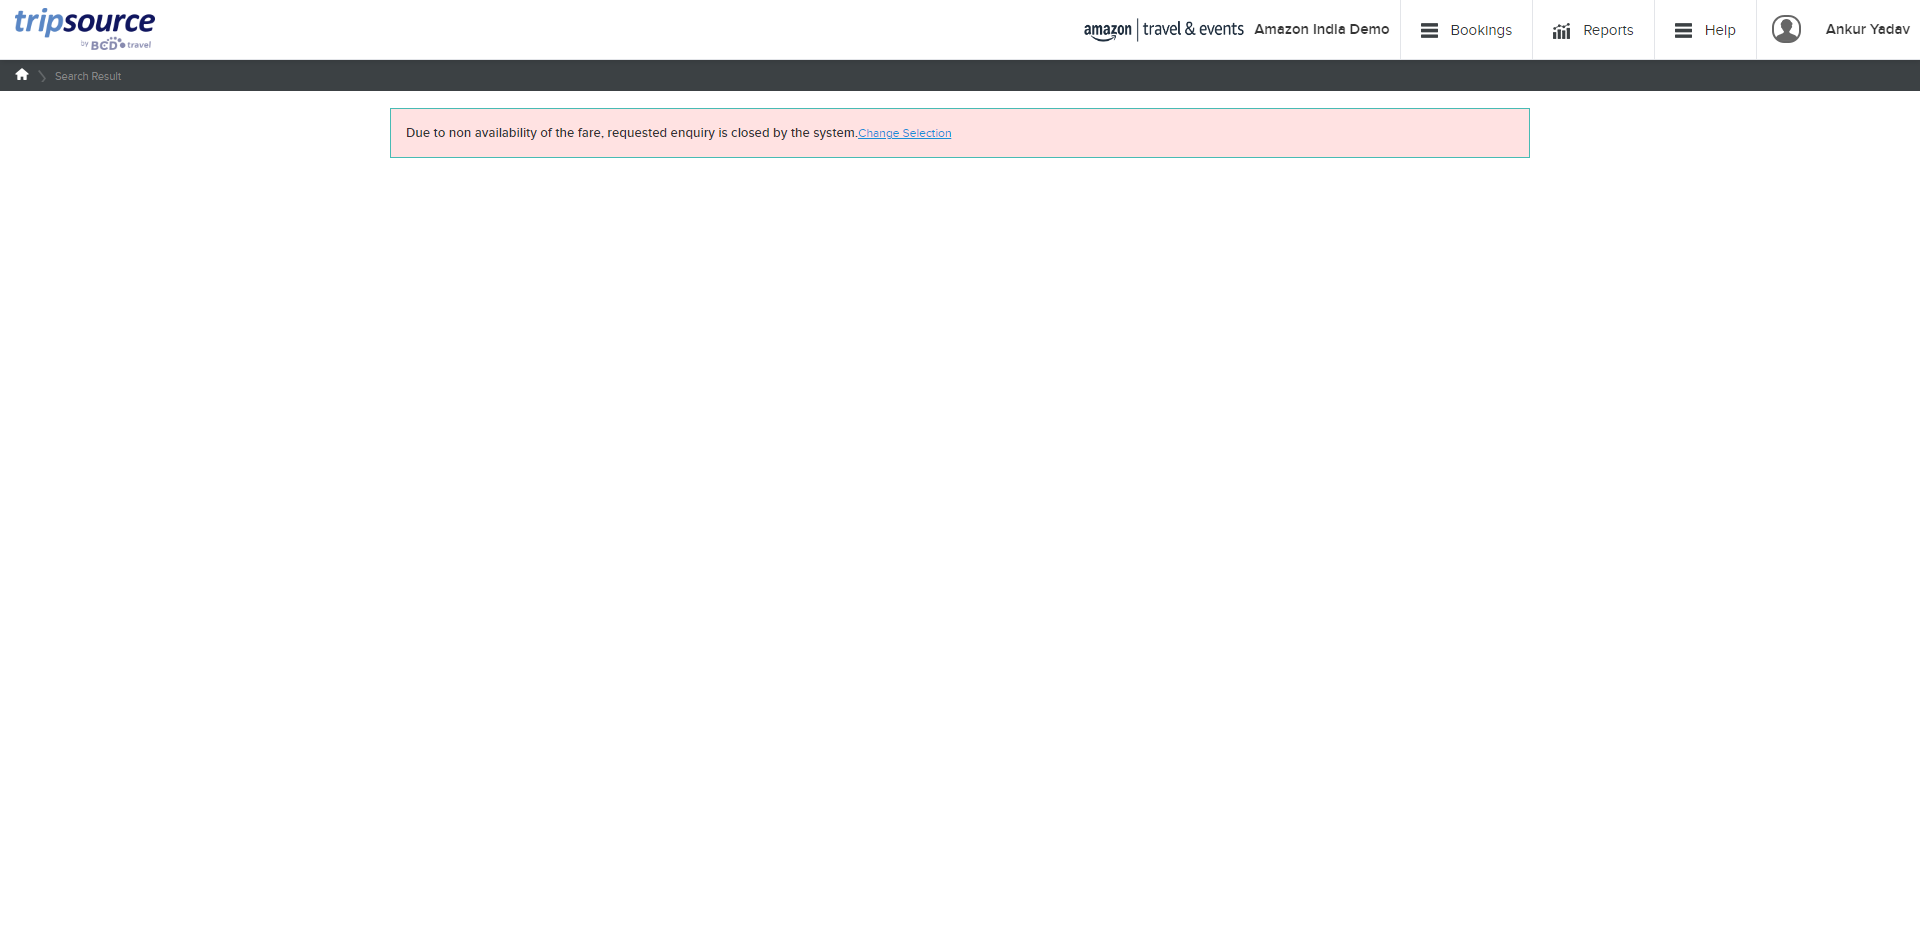 tripsource
by BCD travel
amazon | travel & events Amazon India Demo
Bookings
Reports
Help
Ankur Yadav
Search Result
Due to non availability of the fare, requested enquiry is closed by the system.Change Selection